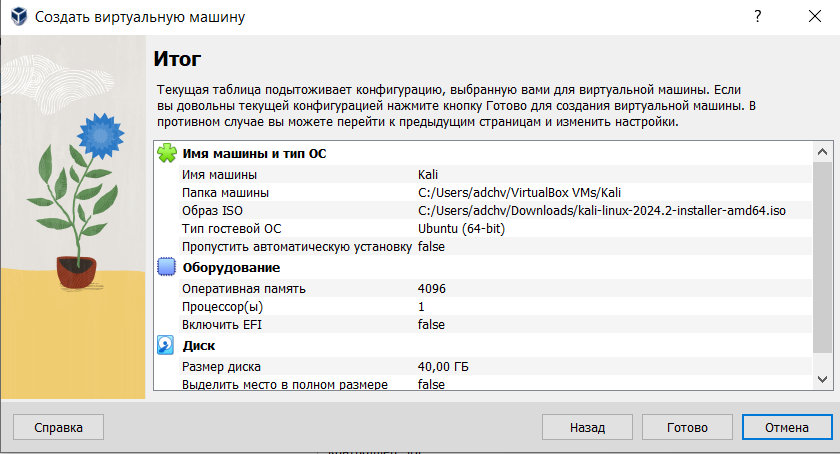 Создать виртуальную машину
?
Итог
Текущая таблица подытоживает конфигурацию, выбранную вами для виртуальной машины. Если
вы довольны текущей конфигурацией нажмите кнопку Готово для создания виртуальной машины. В
противном случае вы можете перейти к предыдущим страницам и изменить настройки.
Имя машины и тип ОС
Имя машины Kali
Папка машины C:/Users/adchv/VirtualBox VMs/Kali
Образ ISO C:/Users/adchv/Downloads/kali-linux-2024.2-installer-amd64.iso
Тип гостевой ОС Ubuntu (64-bit)
Пропустить автоматическую установку false
Оборудование
Оперативная память 4096
Процессор(ы) 1
Включить EFI false
Диск
Размер диска 40,00 ГБ
Выделить место в полном размере false
Справка Назад Готово Отмена